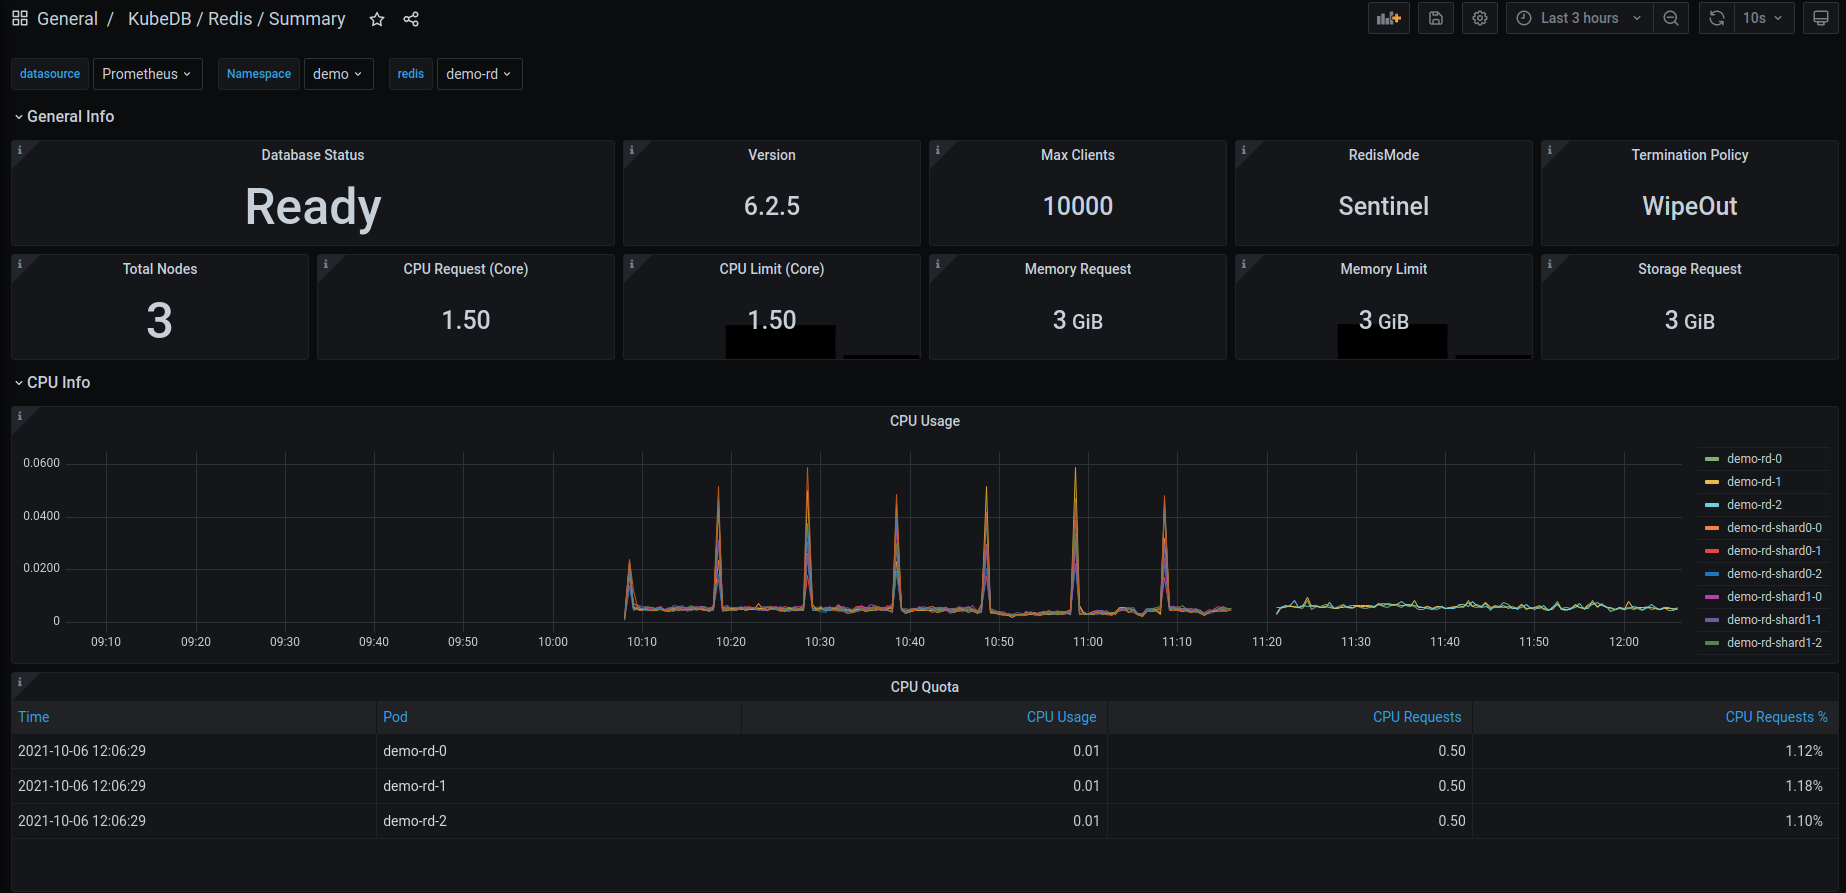 General / KubeDB / Redis / Summary
Last 3 hours
10s
datasource Prometheus Namespace demo redis demo-rd
General Info
Database Status
Ready
Version
6.2.5
Max Clients
10000
RedisMode
Sentinel
Termination Policy
WipeOut
Total Nodes
3
CPU Request (Core)
1.50
CPU Limit (Core)
1.50
Memory Request
3 GiB
Memory Limit
3 GiB
Storage Request
3 GiB
CPU Info
CPU Usage
0.0600
0.0400
0.0200
0
09:10 09:20 09:30 09:40 09:50 10:00 10:10 10:20 10:30 10:40 10:50 11:00 11:10 11:20 11:30 11:40 11:50 12:00
demo-rd-0
demo-rd-1
demo-rd-2
demo-rd-shard0-0
demo-rd-shard0-1
demo-rd-shard0-2
demo-rd-shard1-0
demo-rd-shard1-1
demo-rd-shard1-2
CPU Quota
Time Pod CPU Usage CPU Requests CPU Requests %
2021-10-06 12:06:29 demo-rd-0 0.01 0.50 1.12%
2021-10-06 12:06:29 demo-rd-1 0.01 0.50 1.18%
2021-10-06 12:06:29 demo-rd-2 0.01 0.50 1.10%